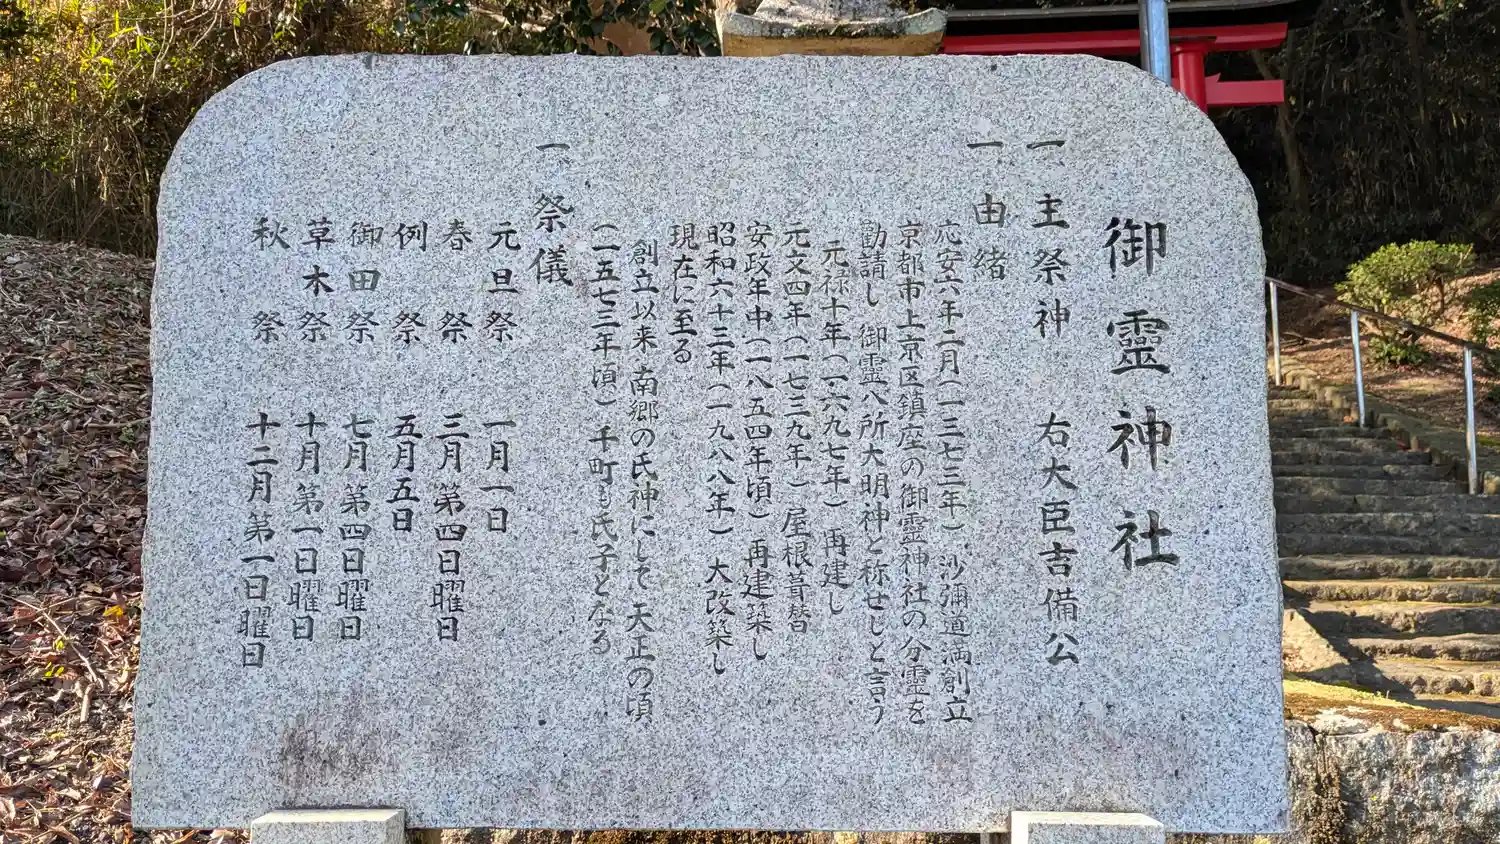 御靈神社
一、主祭神　右大臣吉備公
一、由緒
応安六年二月(一三七三年)沙彌道満創立
京都市上京区鎮座の御霊神社の分霊を
勧請し御霊八所大明神と称せしと言う
元禄十年(一六九七年)再建し
元文四年(一七三九年)屋根葺替
安政年中(一八五四年頃)再建築し
昭和六十三年(一九八八年)大改築し
現在に至る
創立以来南郷の氏神にして天正の頃
(一五七三年頃)千町も氏子となる
一、祭儀
元旦祭　一月一日
春祭　三月第四日曜日
例祭　五月五日
御田祭　七月第四日曜日
草木祭　十月第一日曜日
秋祭　十二月第一日曜日